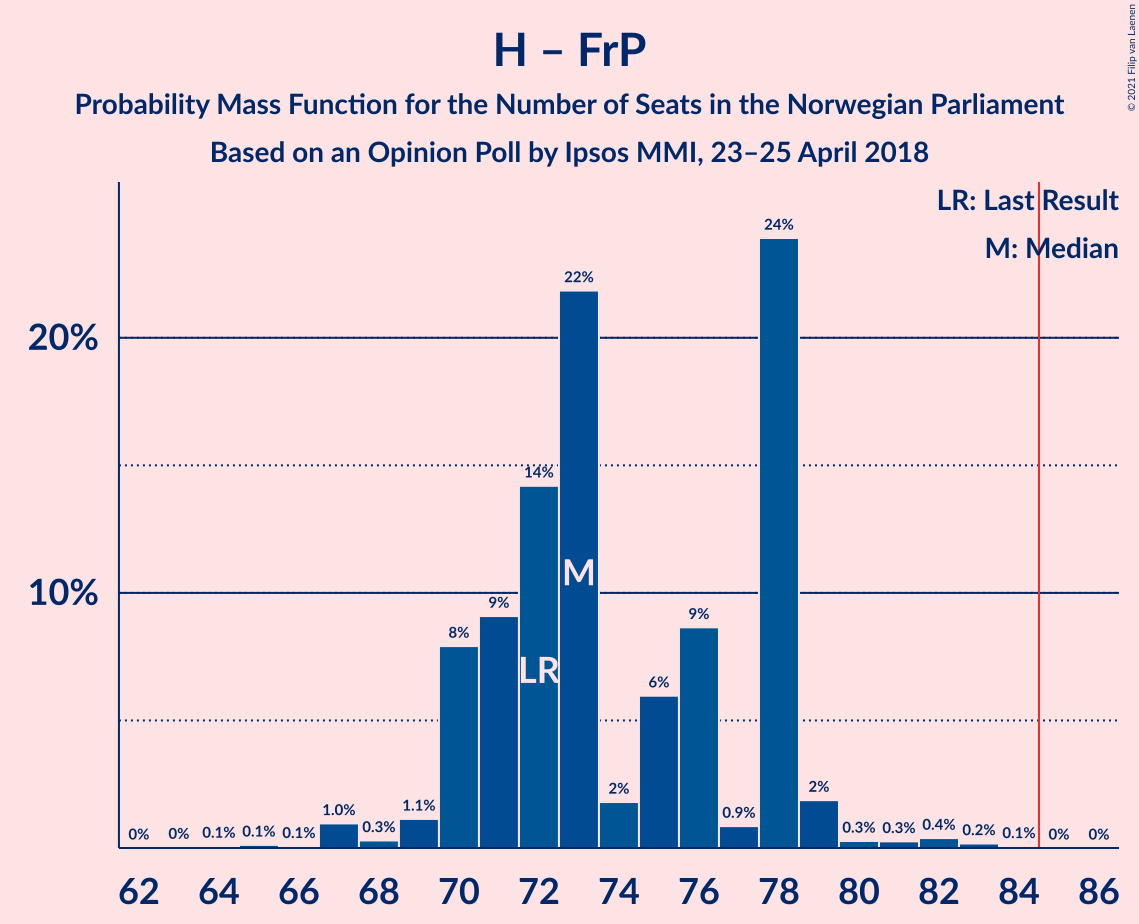 H – FrP
Probability Mass Function for the Number of Seats in the Norwegian Parliament
Based on an Opinion Poll by Ipsos MMI, 23–25 April 2018
© 2021 Filip van Laenen
LR: Last Result
M: Median
20%
10%
0% 0% 0.1% 0.1% 0.1% 1.0% 0.3% 1.1% 8% 9% 14% 22% 2% 6% 9% 0.9% 24% 2% 0.3% 0.3% 0.4% 0.2% 0.1% 0% 0%
M
LR
62 64 66 68 70 72 74 76 78 80 82 84 86